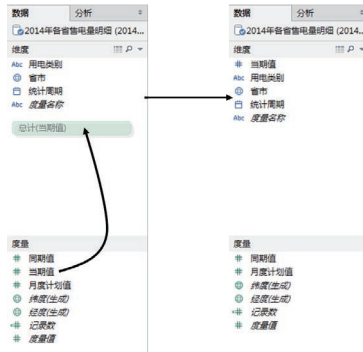 数据 分析
2014年各省售电量明细 (2014...
维度
Abc 用电类别
省市
统计周期
Abc 度量名称
总计(当期值)
度量
# 同期值
# 当期值
# 月度计划值
纬度(生成)
经度(生成)
# 记录数
# 度量值
数据 分析
2014年各省售电量明细 (2014...
维度
# 当期值
Abc 用电类别
省市
统计周期
Abc 度量名称
度量
# 同期值
# 月度计划值
纬度(生成)
经度(生成)
# 记录数
# 度量值